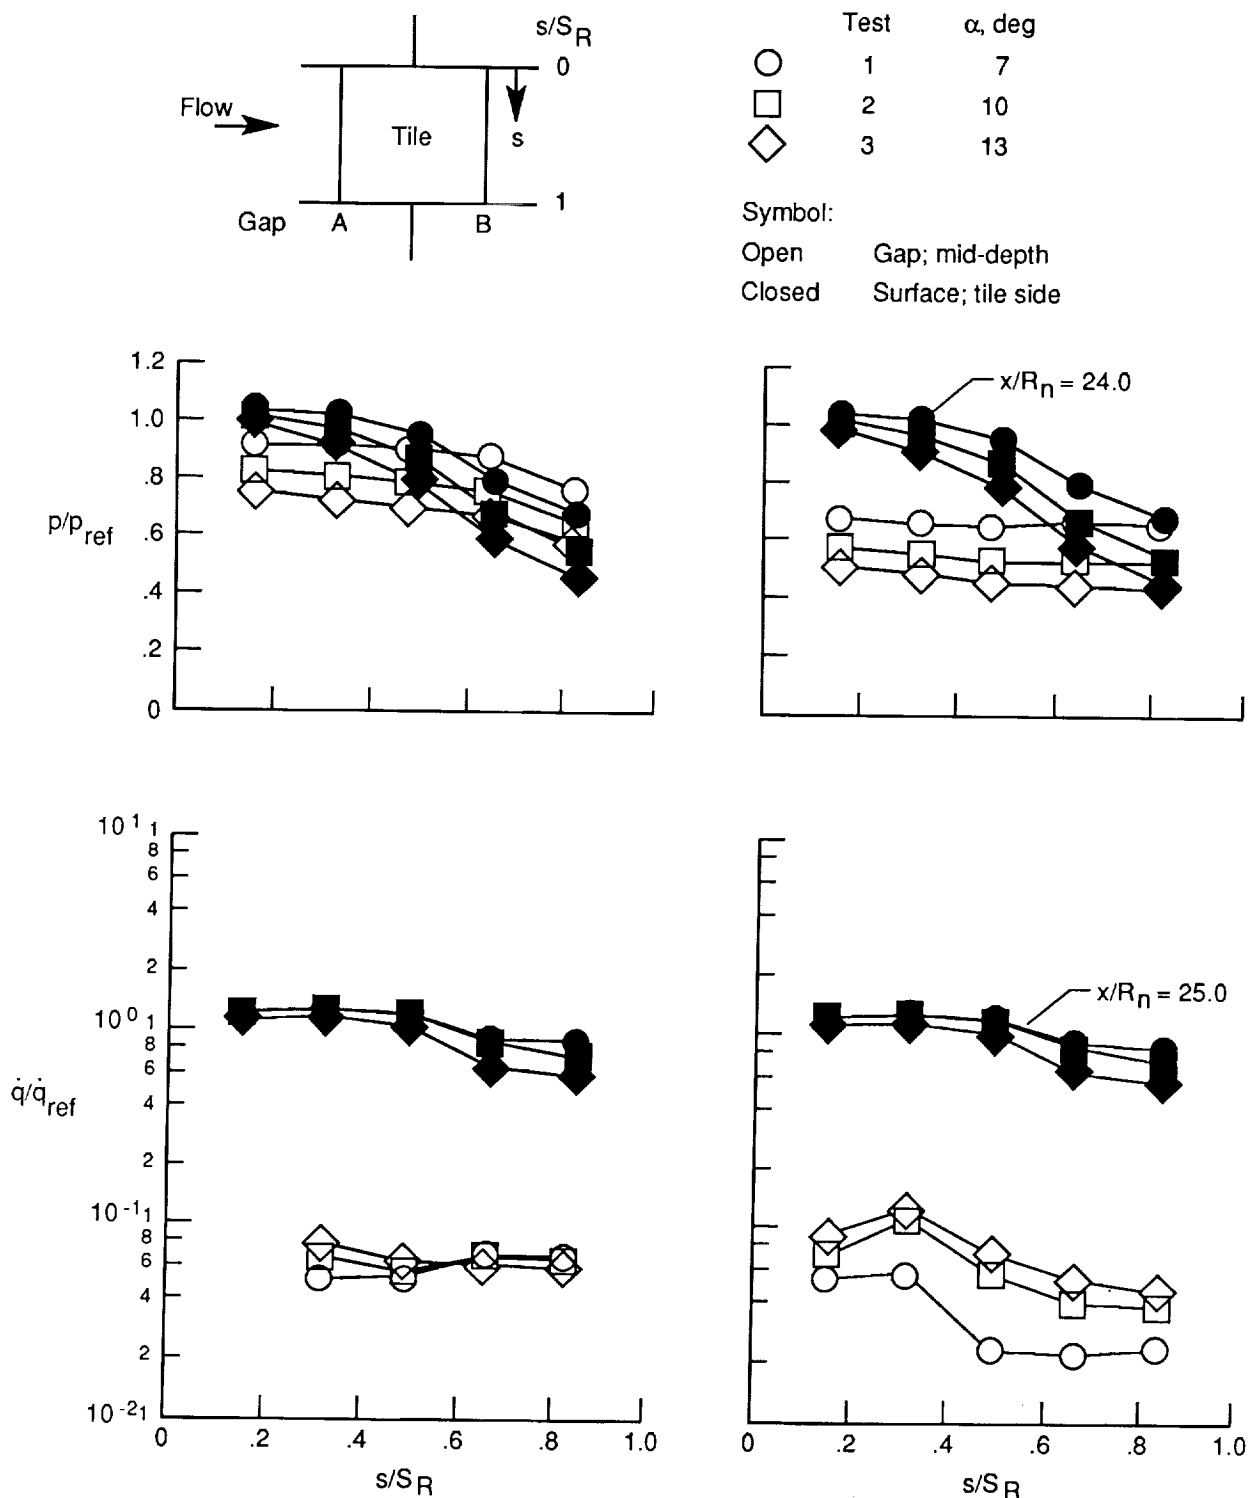 s/S_R
Test α, deg
0
1 7
Flow
2 10
Tile
s
3 13
1
Gap A B
Symbol:
Open Gap; mid-depth
Closed Surface; tile side
1.2
x/R_n = 24.0
1.0
.8
p/p_ref
.6
.4
.2
0
10^1 1
8
6
4
2
x/R_n = 25.0
10^0 1
8
6
q̇/q̇_ref
4
2
10^-1 1
8
6
4
2
10^-2 1
0 .2 .4 .6 .8 1.0
0 .2 .4 .6 .8 1.0
s/S_R
s/S_R